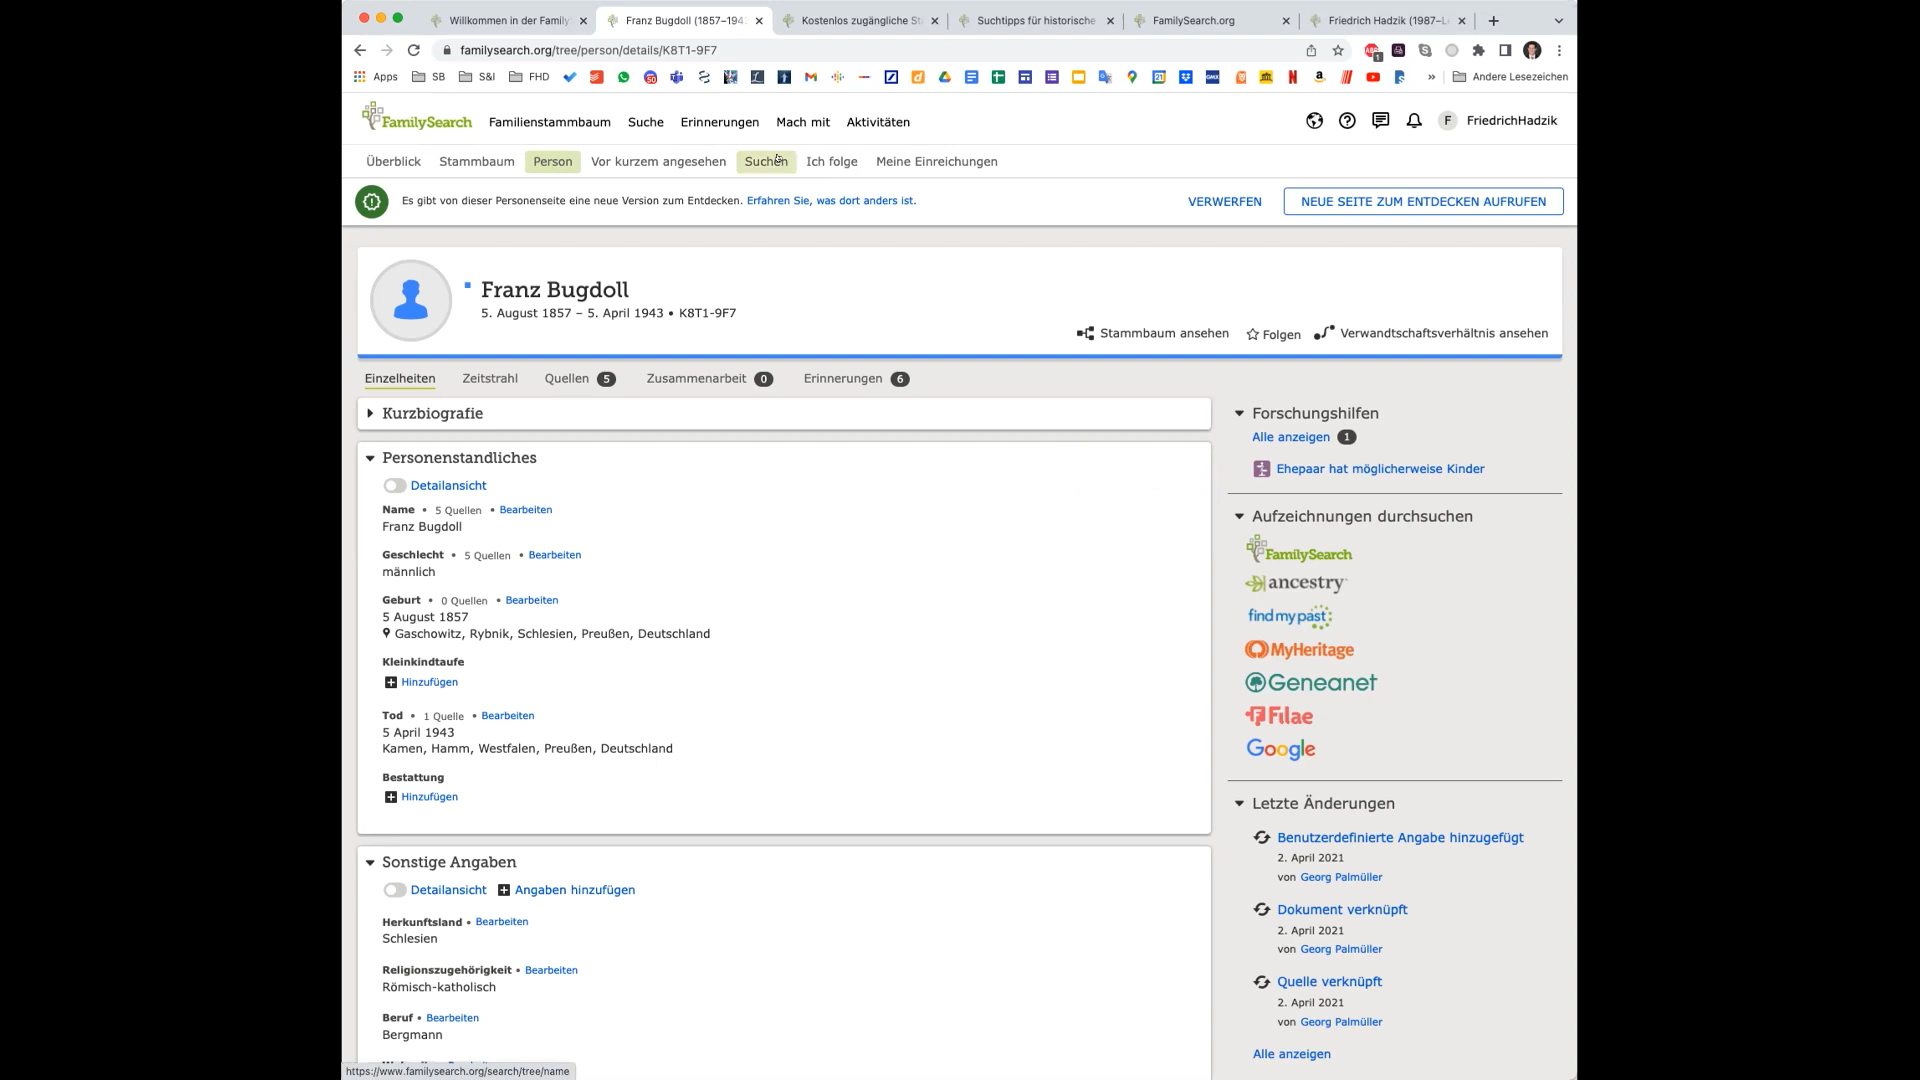 Willkommen in der Family
Franz Bugdoll (1857–194
Kostenlos zugängliche St
Suchtipps für historische
FamilySearch.org
Friedrich Hadzik (1987–L
familysearch.org/tree/person/details/K8T1-9F7
Apps
SB
S&I
FHD
Andere Lesezeichen
FamilySearch
Familienstammbaum
Suche
Erinnerungen
Mach mit
Aktivitäten
F
FriedrichHadzik
Überblick
Stammbaum
Person
Vor kurzem angesehen
Suchen
Ich folge
Meine Einreichungen
Es gibt von dieser Personenseite eine neue Version zum Entdecken. Erfahren Sie, was dort anders ist.
VERWERFEN
NEUE SEITE ZUM ENTDECKEN AUFRUFEN
Franz Bugdoll
5. August 1857 – 5. April 1943 • K8T1-9F7
Stammbaum ansehen
Folgen
Verwandtschaftsverhältnis ansehen
Einzelheiten
Zeitstrahl
Quellen 5
Zusammenarbeit 0
Erinnerungen 6
Kurzbiografie
Personenstandliches
Detailansicht
Name • 5 Quellen • Bearbeiten
Franz Bugdoll
Geschlecht • 5 Quellen • Bearbeiten
männlich
Geburt • 0 Quellen • Bearbeiten
5 August 1857
Gaschowitz, Rybnik, Schlesien, Preußen, Deutschland
Kleinkindtaufe
Hinzufügen
Tod • 1 Quelle • Bearbeiten
5 April 1943
Kamen, Hamm, Westfalen, Preußen, Deutschland
Bestattung
Hinzufügen
Sonstige Angaben
Detailansicht
Angaben hinzufügen
Herkunftsland • Bearbeiten
Schlesien
Religionszugehörigkeit • Bearbeiten
Römisch-katholisch
Beruf • Bearbeiten
Bergmann
https://www.familysearch.org/search/tree/name
Forschungshilfen
Alle anzeigen 1
Ehepaar hat möglicherweise Kinder
Aufzeichnungen durchsuchen
FamilySearch
ancestry
findmypast
MyHeritage
Geneanet
Filae
Google
Letzte Änderungen
Benutzerdefinierte Angabe hinzugefügt
2. April 2021
von Georg Palmüller
Dokument verknüpft
2. April 2021
von Georg Palmüller
Quelle verknüpft
2. April 2021
von Georg Palmüller
Alle anzeigen